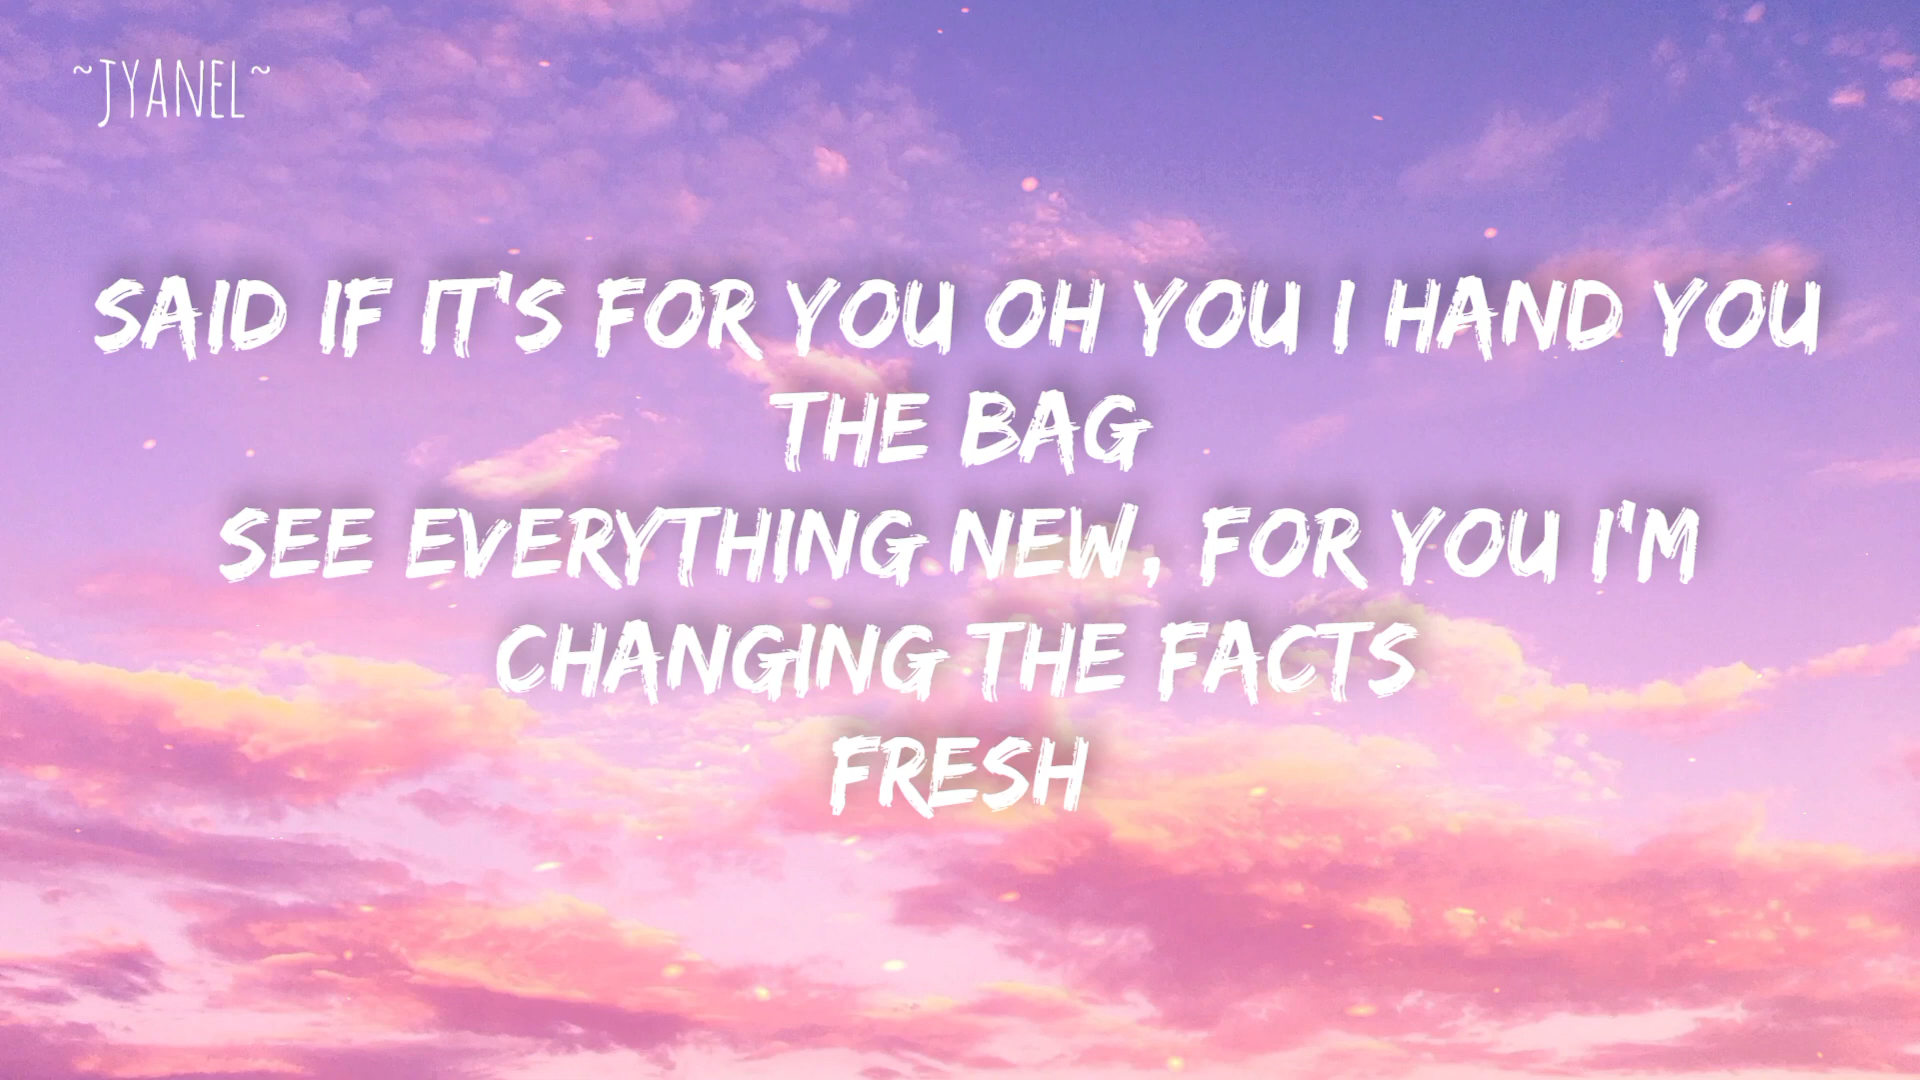 ~JYANEL~
SAID IF IT'S FOR YOU OH YOU I HAND YOU
THE BAG
SEE EVERYTHING NEW, FOR YOU I'M
CHANGING THE FACTS
FRESH